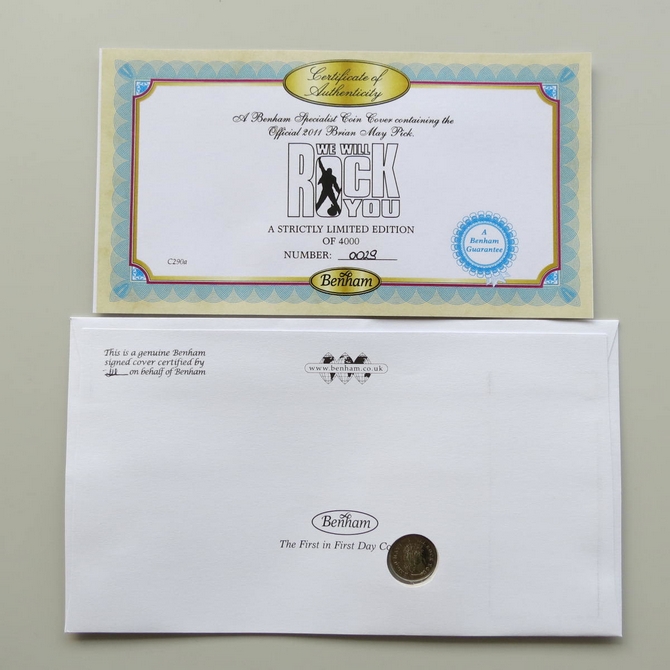 Certificate of
Authenticity
A Benham Specialist Coin Cover containing the
Official 2011 Brian May Pick.
WE WILL
ROCK
YOU
A STRICTLY LIMITED EDITION
OF 4000
NUMBER: 0029
A
Benham
Guarantee
C290a
Benham
This is a genuine Benham
signed cover certified by
on behalf of Benham
www.benham.co.uk
Benham
The First in First Day Co